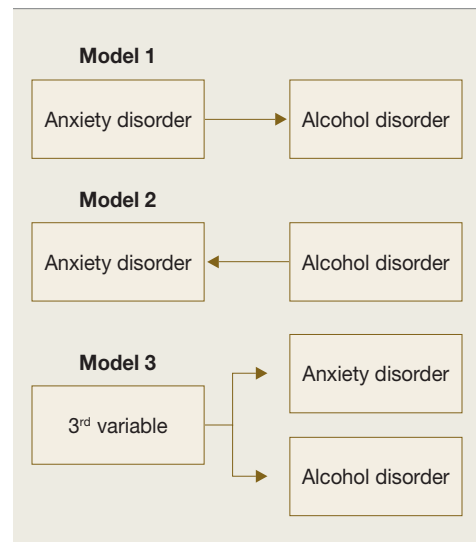 Model 1
Anxiety disorder
Alcohol disorder
Model 2
Anxiety disorder
Alcohol disorder
Model 3
3rd variable
Anxiety disorder
Alcohol disorder